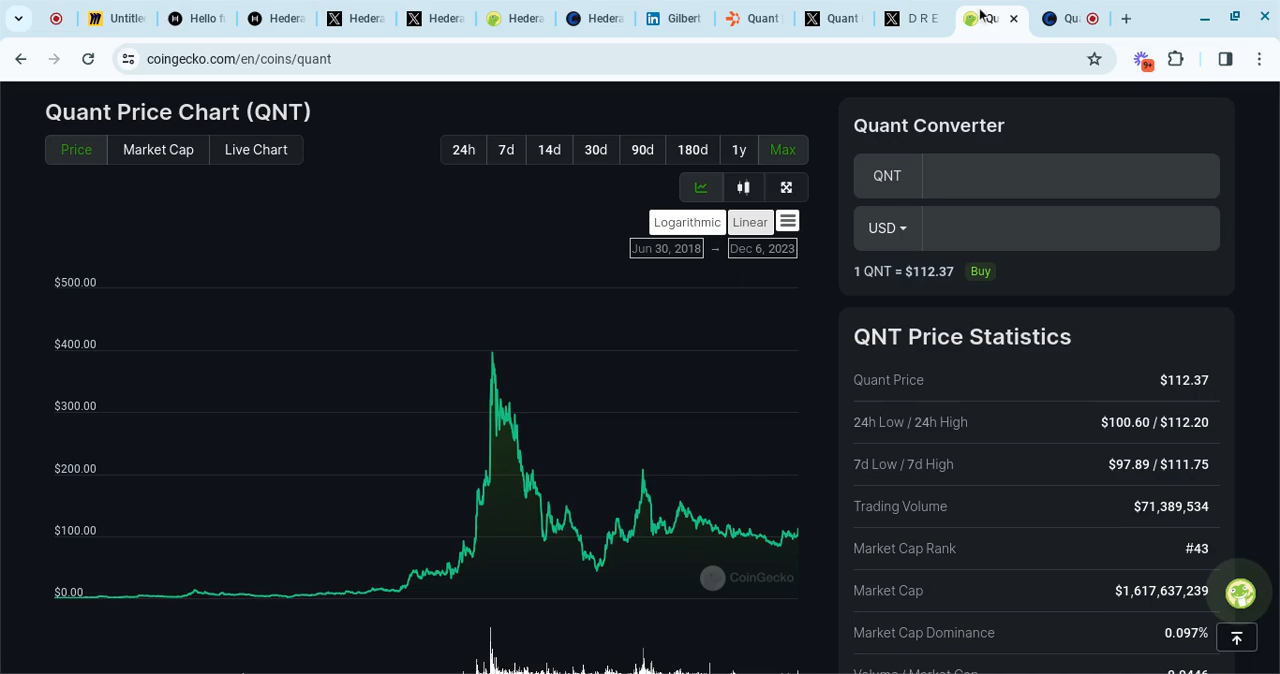 Untitle
Hello f
Hedera
Hedera
Hedera
Hedera
Hedera
Gilbert
Quant
Quant
D R E
Qu
Qu
coingecko.com/en/coins/quant
9+
Quant Price Chart (QNT)
Price
Market Cap
Live Chart
24h
7d
14d
30d
90d
180d
1y
Max
Logarithmic
Linear
Jun 30, 2018 → Dec 6, 2023
$500.00
$400.00
$300.00
$200.00
$100.00
$0.00
CoinGecko
Quant Converter
QNT
USD
1 QNT = $112.37 Buy
QNT Price Statistics
Quant Price $112.37
24h Low / 24h High $100.60 / $112.20
7d Low / 7d High $97.89 / $111.75
Trading Volume $71,389,534
Market Cap Rank #43
Market Cap $1,617,637,239
Market Cap Dominance 0.097%